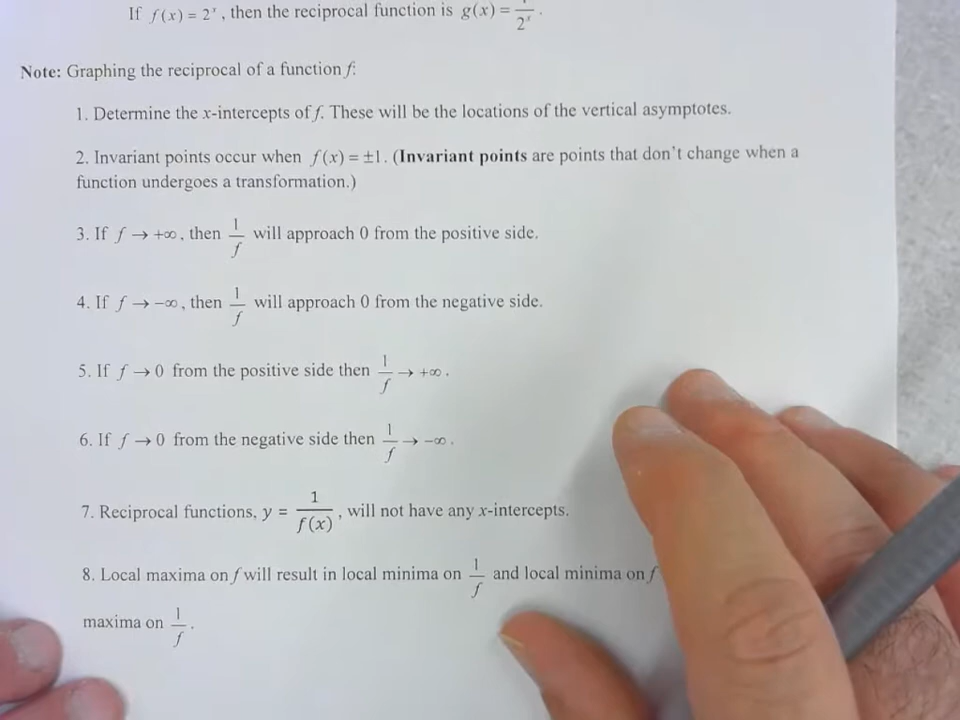 If f(x) = 2ˣ, then the reciprocal function is g(x) = 1/2ˣ.
Note: Graphing the reciprocal of a function f:
1. Determine the x-intercepts of f. These will be the locations of the vertical asymptotes.
2. Invariant points occur when f(x) = ±1. (Invariant points are points that don't change when a
function undergoes a transformation.)
3. If f → +∞, then 1/f will approach 0 from the positive side.
4. If f → −∞, then 1/f will approach 0 from the negative side.
5. If f → 0 from the positive side then 1/f → +∞.
6. If f → 0 from the negative side then 1/f → −∞.
7. Reciprocal functions, y = 1/f(x), will not have any x-intercepts.
8. Local maxima on f will result in local minima on 1/f and local minima on f
maxima on 1/f.